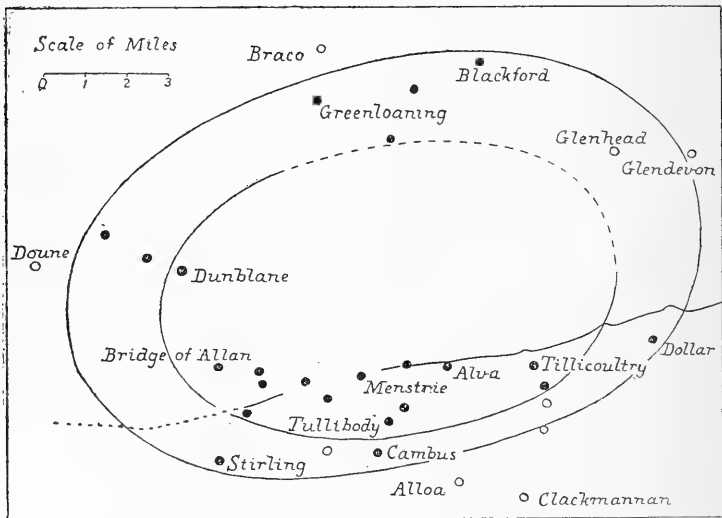 Scale of Miles
0 1 2 3
Braco
Blackford
Greenloaning
Glenhead
Glendevon
Doune
Dunblane
Bridge of Allan
Menstrie
Alva
Tillicoultry
Dollar
Tullibody
Stirling
Cambus
Alloa
Clackmannan